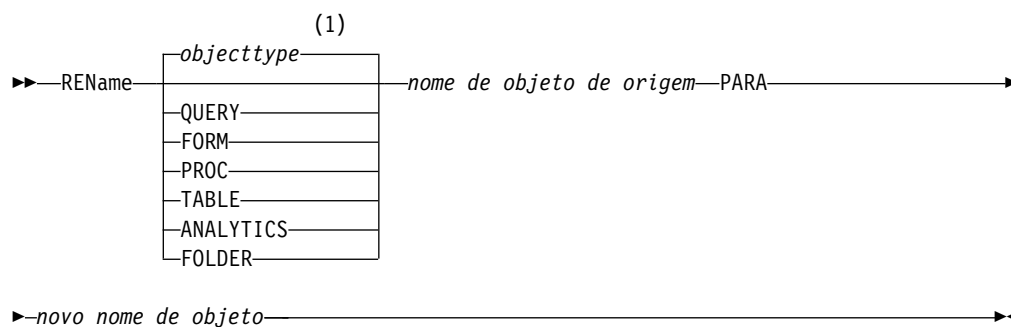 (1)
objecttype
REName nome de objeto de origem PARA
QUERY
FORM
PROC
TABLE
ANALYTICS
FOLDER
novo nome de objeto